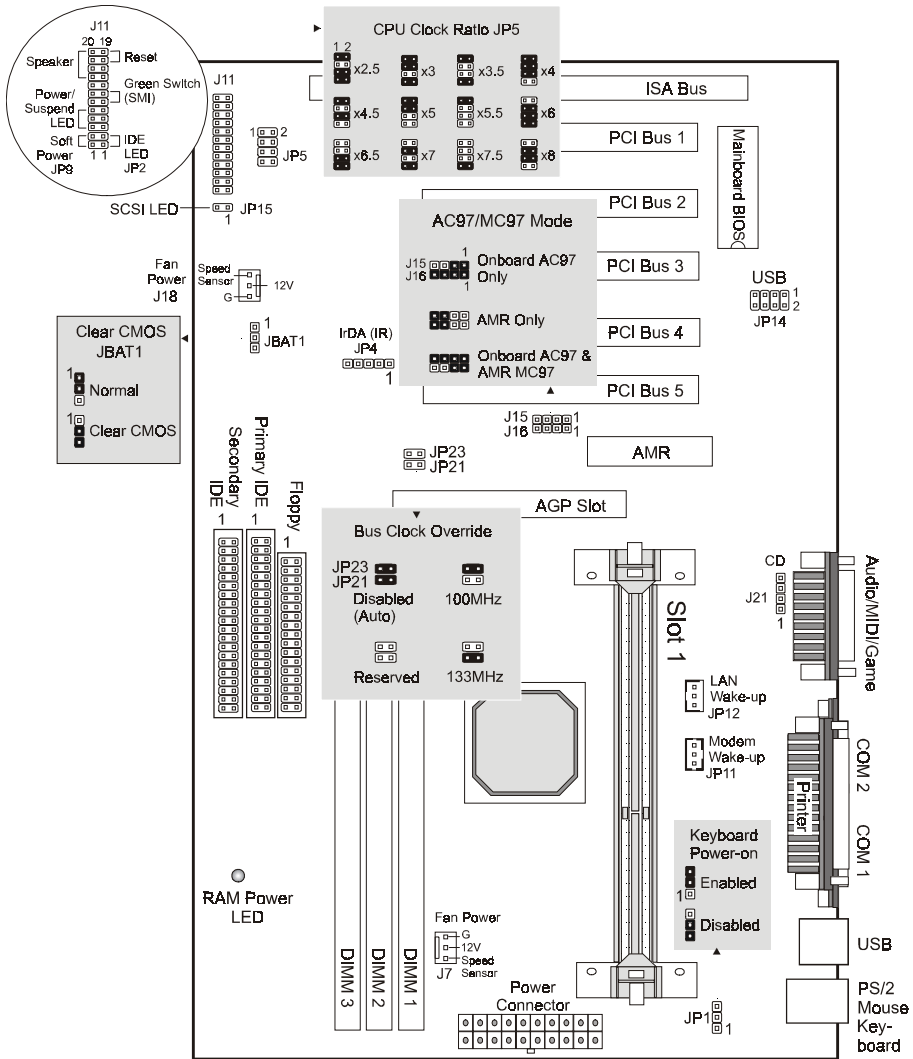 J11
20 19
Speaker
Reset
Green Switch
(SMI)
Power/
Suspend
LED
Soft
Power
JP9
1 1
IDE
LED
JP2
J11
1 2
JP5
SCSI LED
JP15
1
CPU Clock Ratio JP5
1 2
x2.5 x3 x3.5 x4
x4.5 x5 x5.5 x6
x6.5 x7 x7.5 x8
ISA Bus
PCI Bus 1
PCI Bus 2
PCI Bus 3
PCI Bus 4
PCI Bus 5
Mainboard BIOS
USB
1
2
JP14
AC97/MC97 Mode
1
J15
J16
1
Onboard AC97
Only
AMR Only
Onboard AC97 &
AMR MC97
Fan
Power
J18
Speed
Sensor
12V
G
1
JBAT1
IrDA (IR)
JP4
1
Clear CMOS
JBAT1
1
Normal
1
Clear CMOS
J15 1
J16 1
AMR
JP23
JP21
AGP Slot
Secondary
IDE 1
Primary IDE
1
Floppy
1
Bus Clock Override
JP23
JP21
Disabled
(Auto)
100MHz
Reserved
133MHz
Slot 1
CD
J21
1
Audio/MIDI/Game
LAN
Wake-up
JP12
Modem
Wake-up
JP11
COM 2
Printer
COM 1
Keyboard
Power-on
Enabled
1
Disabled
RAM Power
LED
Fan Power
G
12V
Speed
Sensor
J7
DIMM 3
DIMM 2
DIMM 1
Power
Connector
JP1
1
USB
PS/2
Mouse
Key-
board